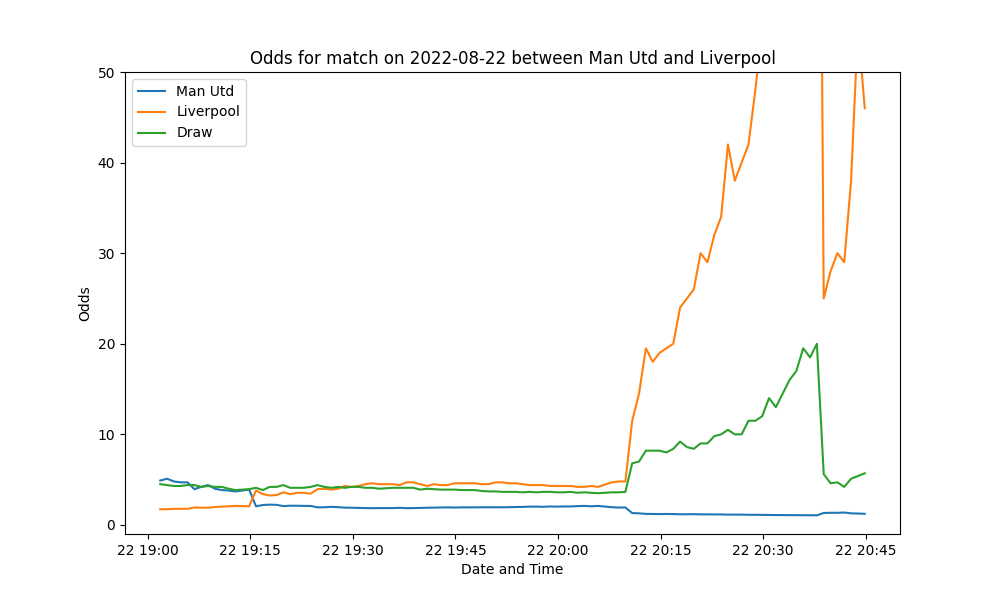 Odds for match on 2022-08-22 between Man Utd and Liverpool
Man Utd
Liverpool
Draw
50
40
30
20
10
0
Odds
22 19:00 22 19:15 22 19:30 22 19:45 22 20:00 22 20:15 22 20:30 22 20:45
Date and Time